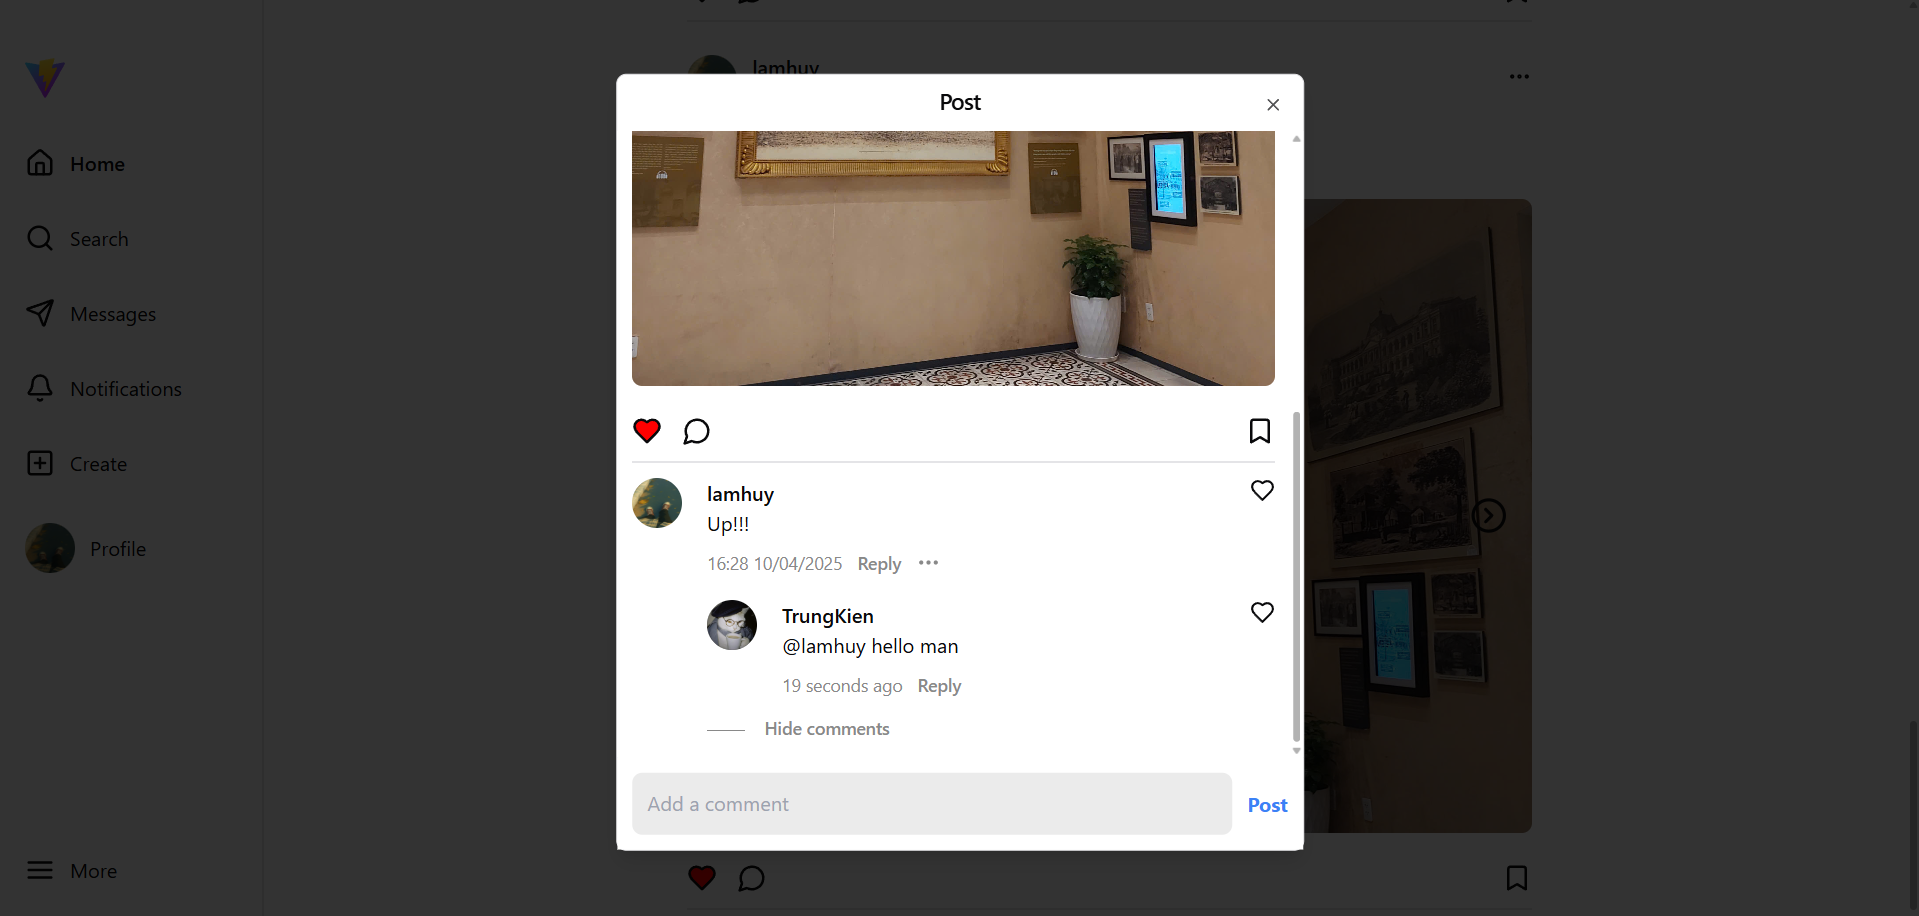 lamhuy
Post
Home
Search
Messages
Notifications
Create
Profile
More
lamhuy
Up!!!
16:28 10/04/2025 Reply
TrungKien
@lamhuy hello man
19 seconds ago Reply
Hide comments
Add a comment
Post